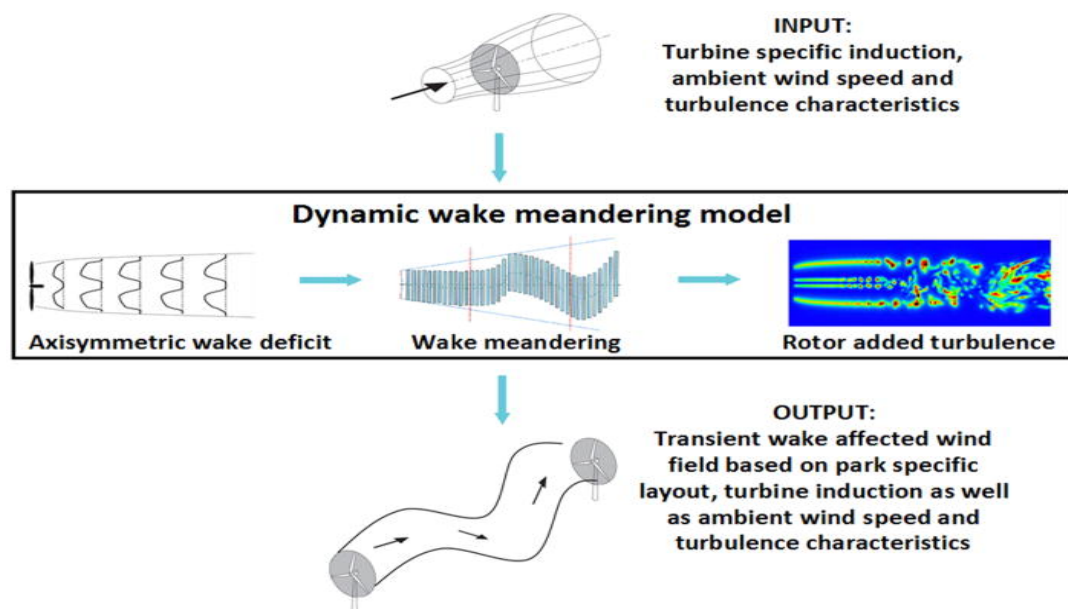 INPUT:
Turbine specific induction,
ambient wind speed and
turbulence characteristics
Dynamic wake meandering model
Axisymmetric wake deficit
Wake meandering
Rotor added turbulence
OUTPUT:
Transient wake affected wind
field based on park specific
layout, turbine induction as well
as ambient wind speed and
turbulence characteristics